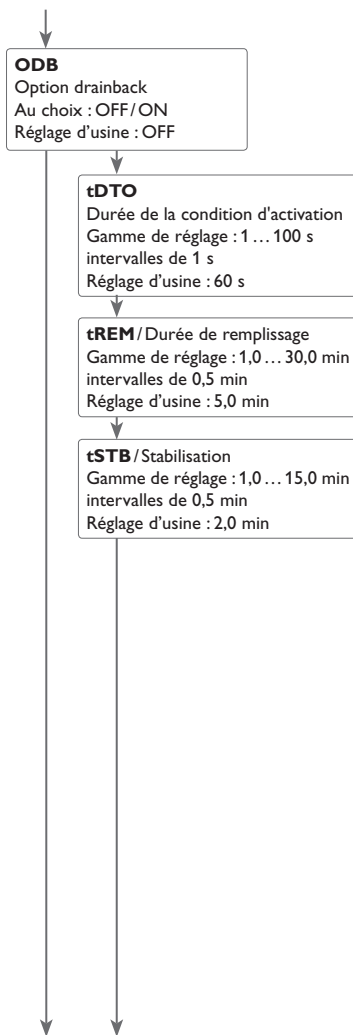 ODB
Option drainback
Au choix : OFF / ON
Réglage d’usine : OFF
tDTO
Durée de la condition d'activation
Gamme de réglage : 1 … 100 s
intervalles de 1 s
Réglage d’usine : 60 s
tREM / Durée de remplissage
Gamme de réglage : 1,0 … 30,0 min
intervalles de 0,5 min
Réglage d’usine : 5,0 min
tSTB / Stabilisation
Gamme de réglage : 1,0 … 15,0 min
intervalles de 0,5 min
Réglage d’usine : 2,0 min